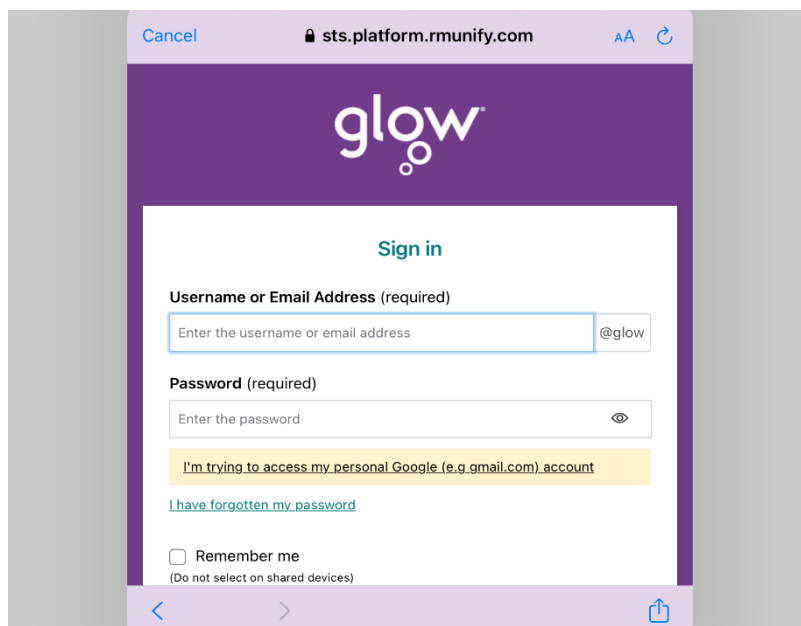 Cancel
sts.platform.rmunify.com
AA
glow
Sign in
Username or Email Address (required)
Enter the username or email address
@glow
Password (required)
Enter the password
I'm trying to access my personal Google (e.g gmail.com) account
I have forgotten my password
Remember me
(Do not select on shared devices)